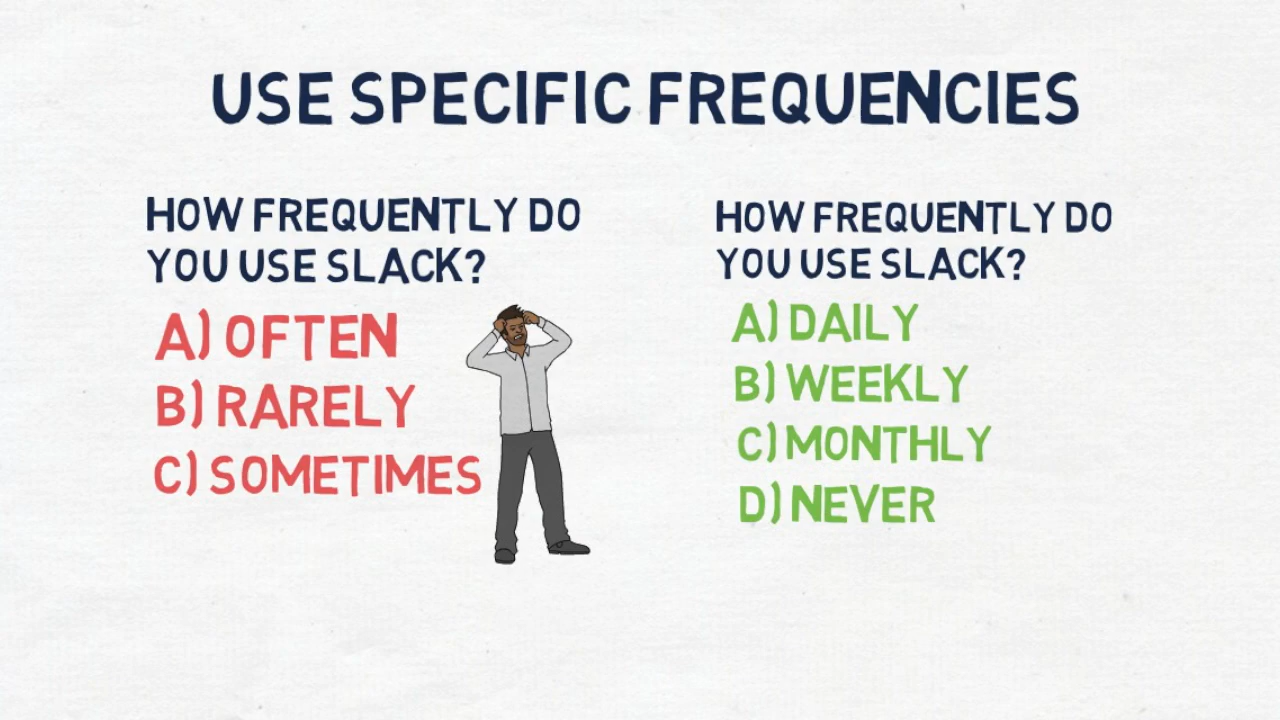 USE SPECIFIC FREQUENCIES
HOW FREQUENTLY DO
YOU USE SLACK?
A) OFTEN
B) RARELY
C) SOMETIMES
HOW FREQUENTLY DO
YOU USE SLACK?
A) DAILY
B) WEEKLY
C) MONTHLY
D) NEVER